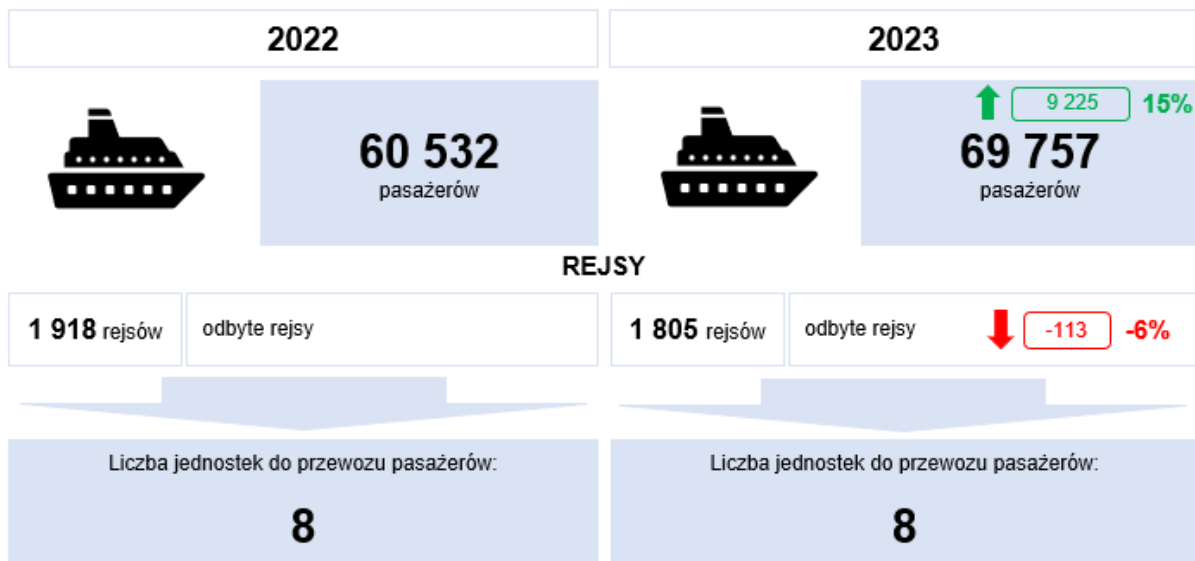 2022
2023
9 225 15%
60 532
pasażerów
69 757
pasażerów
REJSY
1 918 rejsów
odbyte rejsy
1 805 rejsów
odbyte rejsy
-113 -6%
Liczba jednostek do przewozu pasażerów:
8
Liczba jednostek do przewozu pasażerów:
8